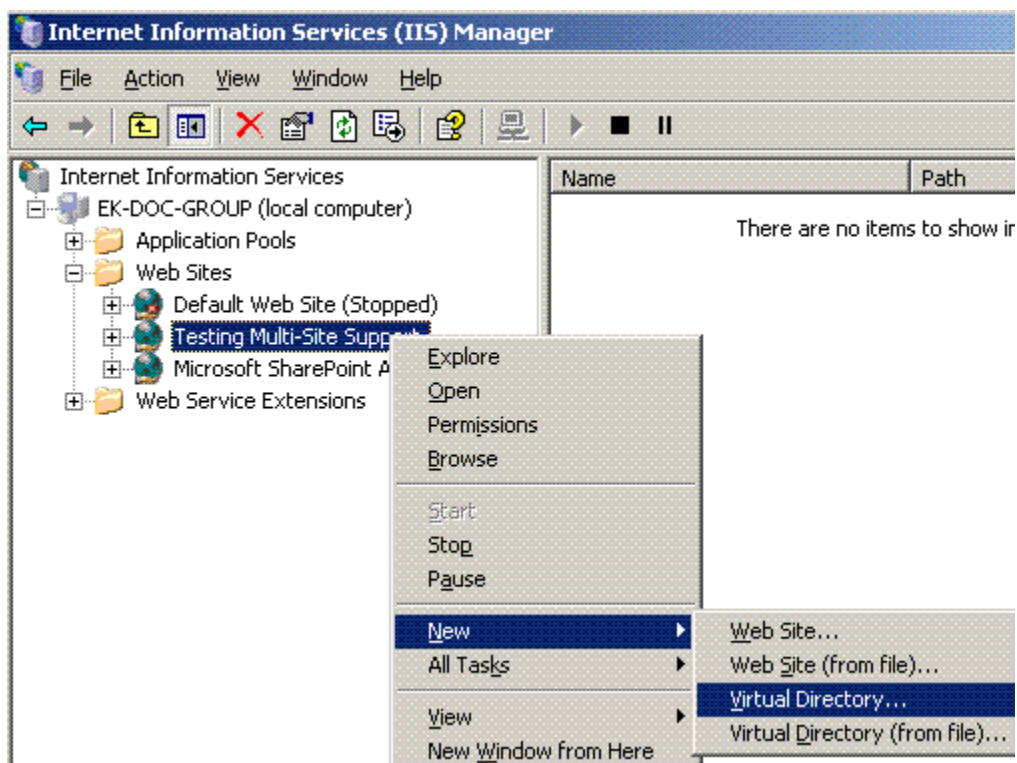 Internet Information Services (IIS) Manager
File Action View Window Help
Internet Information Services
EK-DOC-GROUP (local computer)
Application Pools
Web Sites
Default Web Site (Stopped)
Testing Multi-Site Support
Microsoft SharePoint A
Web Service Extensions
Name Path
There are no items to show in
Explore
Open
Permissions
Browse
Start
Stop
Pause
New
All Tasks
View
New Window from Here
Web Site...
Web Site (from file)...
Virtual Directory...
Virtual Directory (from file)...